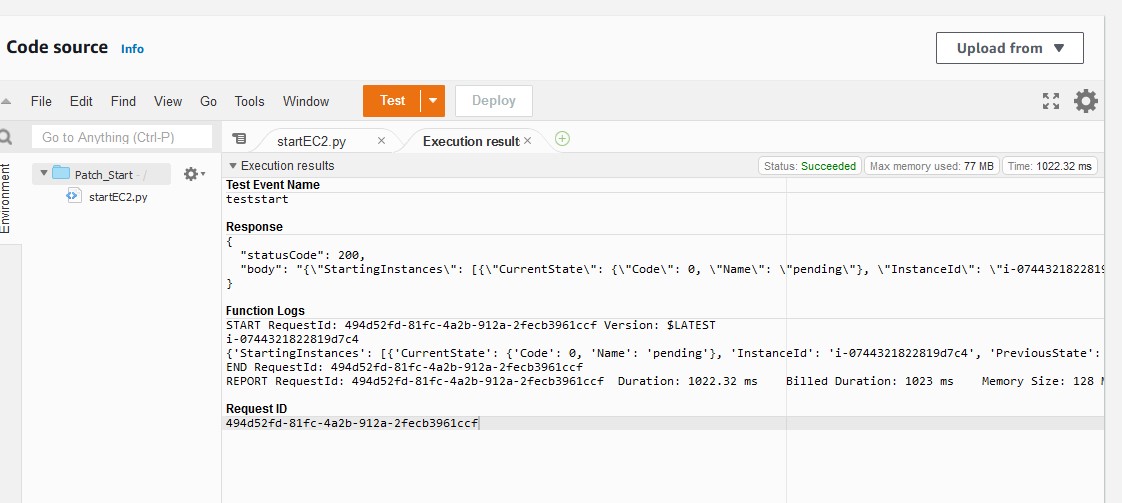 Code source Info
Upload from
File Edit Find View Go Tools Window Test Deploy
Go to Anything (Ctrl-P)
startEC2.py
Execution result
Environment
Patch_Start - /
startEC2.py
Execution results
Status: Succeeded Max memory used: 77 MB Time: 1022.32 ms
Test Event Name
teststart
Response
{
"statusCode": 200,
"body": "{\"StartingInstances\": [{\"CurrentState\": {\"Code\": 0, \"Name\": \"pending\"}, \"InstanceId\": \"i-0744321822819
}
Function Logs
START RequestId: 494d52fd-81fc-4a2b-912a-2fecb3961ccf Version: $LATEST
i-0744321822819d7c4
{'StartingInstances': [{'CurrentState': {'Code': 0, 'Name': 'pending'}, 'InstanceId': 'i-0744321822819d7c4', 'PreviousState':
END RequestId: 494d52fd-81fc-4a2b-912a-2fecb3961ccf
REPORT RequestId: 494d52fd-81fc-4a2b-912a-2fecb3961ccf Duration: 1022.32 ms Billed Duration: 1023 ms Memory Size: 128
Request ID
494d52fd-81fc-4a2b-912a-2fecb3961ccf